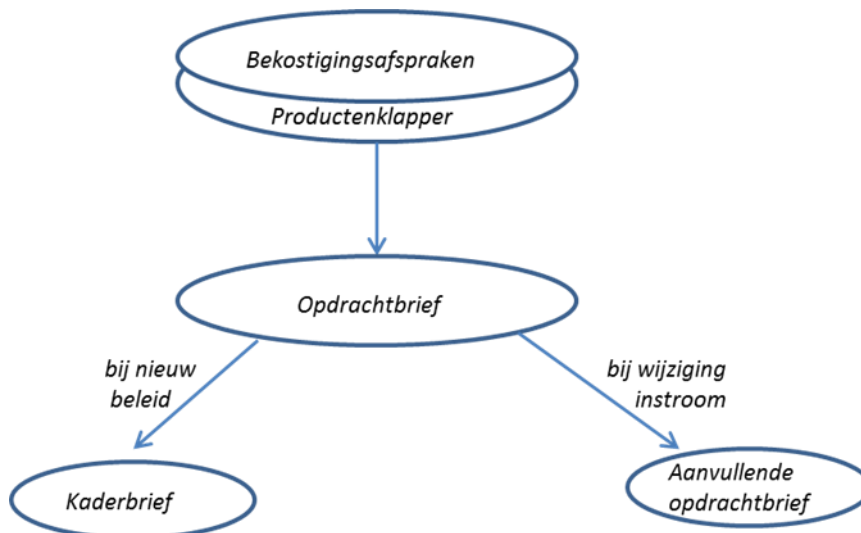 Bekostigingsafspraken
Productenklapper
Opdrachtbrief
bij nieuw
beleid
bij wijziging
instroom
Kaderbrief
Aanvullende
opdrachtbrief